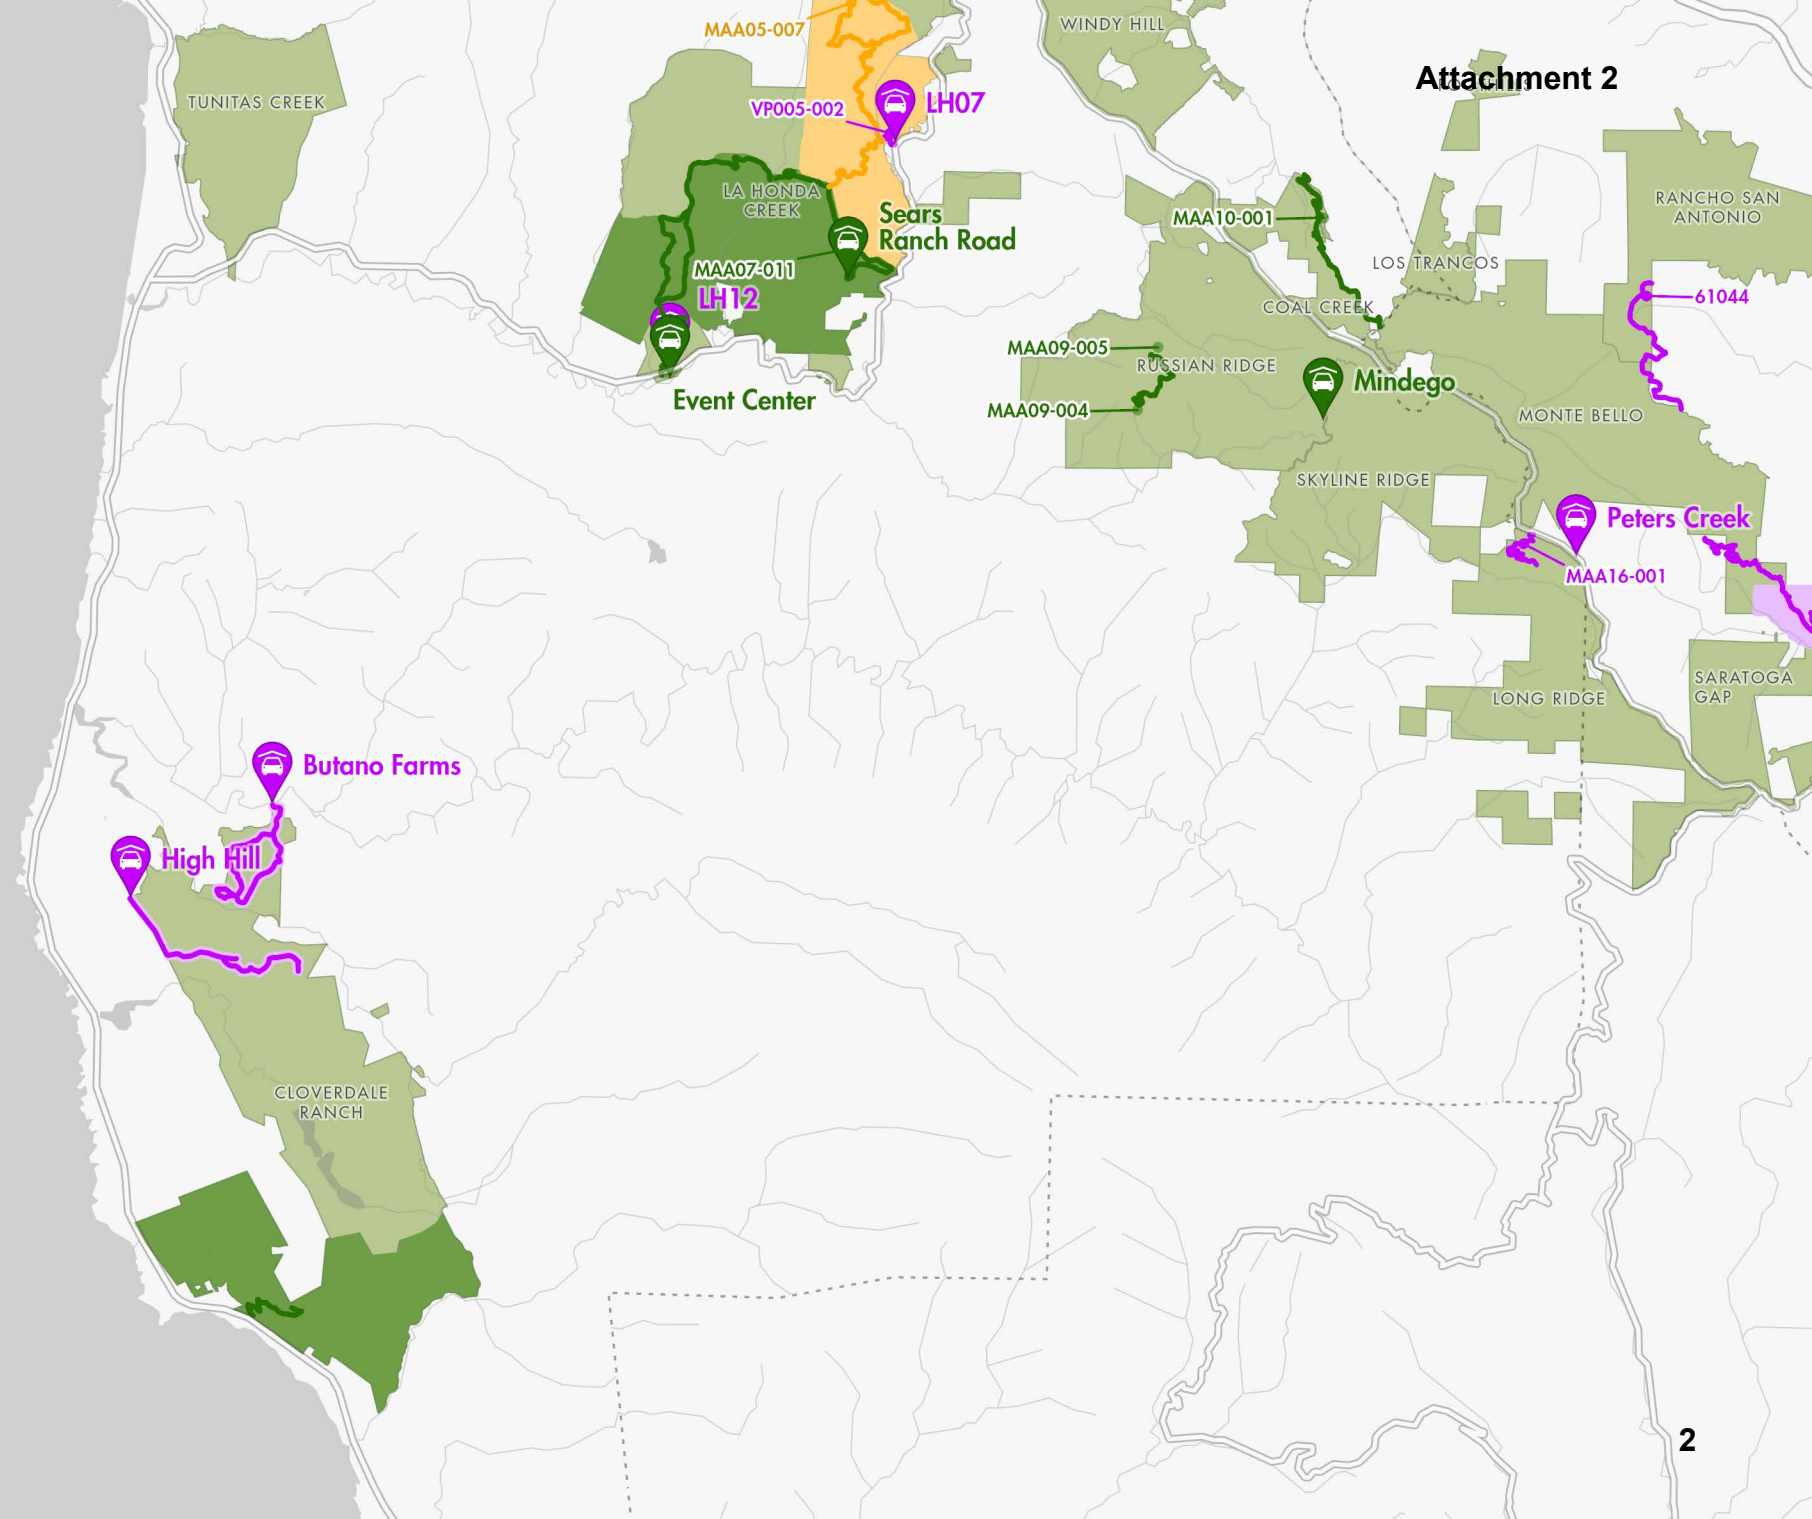 MAA05-007
WINDY HILL
Attachment 2
TUNITAS CREEK
VP005-002
LH07
LA HONDA
CREEK
RANCHO SAN
ANTONIO
Sears
Ranch Road
MAA10-001
MAA07-011
LOS TRANCOS
LH12
61044
COAL CREEK
MAA09-005
RUSSIAN RIDGE
Mindego
Event Center
MAA09-004
MONTE BELLO
SKYLINE RIDGE
Peters Creek
MAA16-001
SARATOGA
GAP
LONG RIDGE
Butano Farms
High Hill
CLOVERDALE
RANCH
2